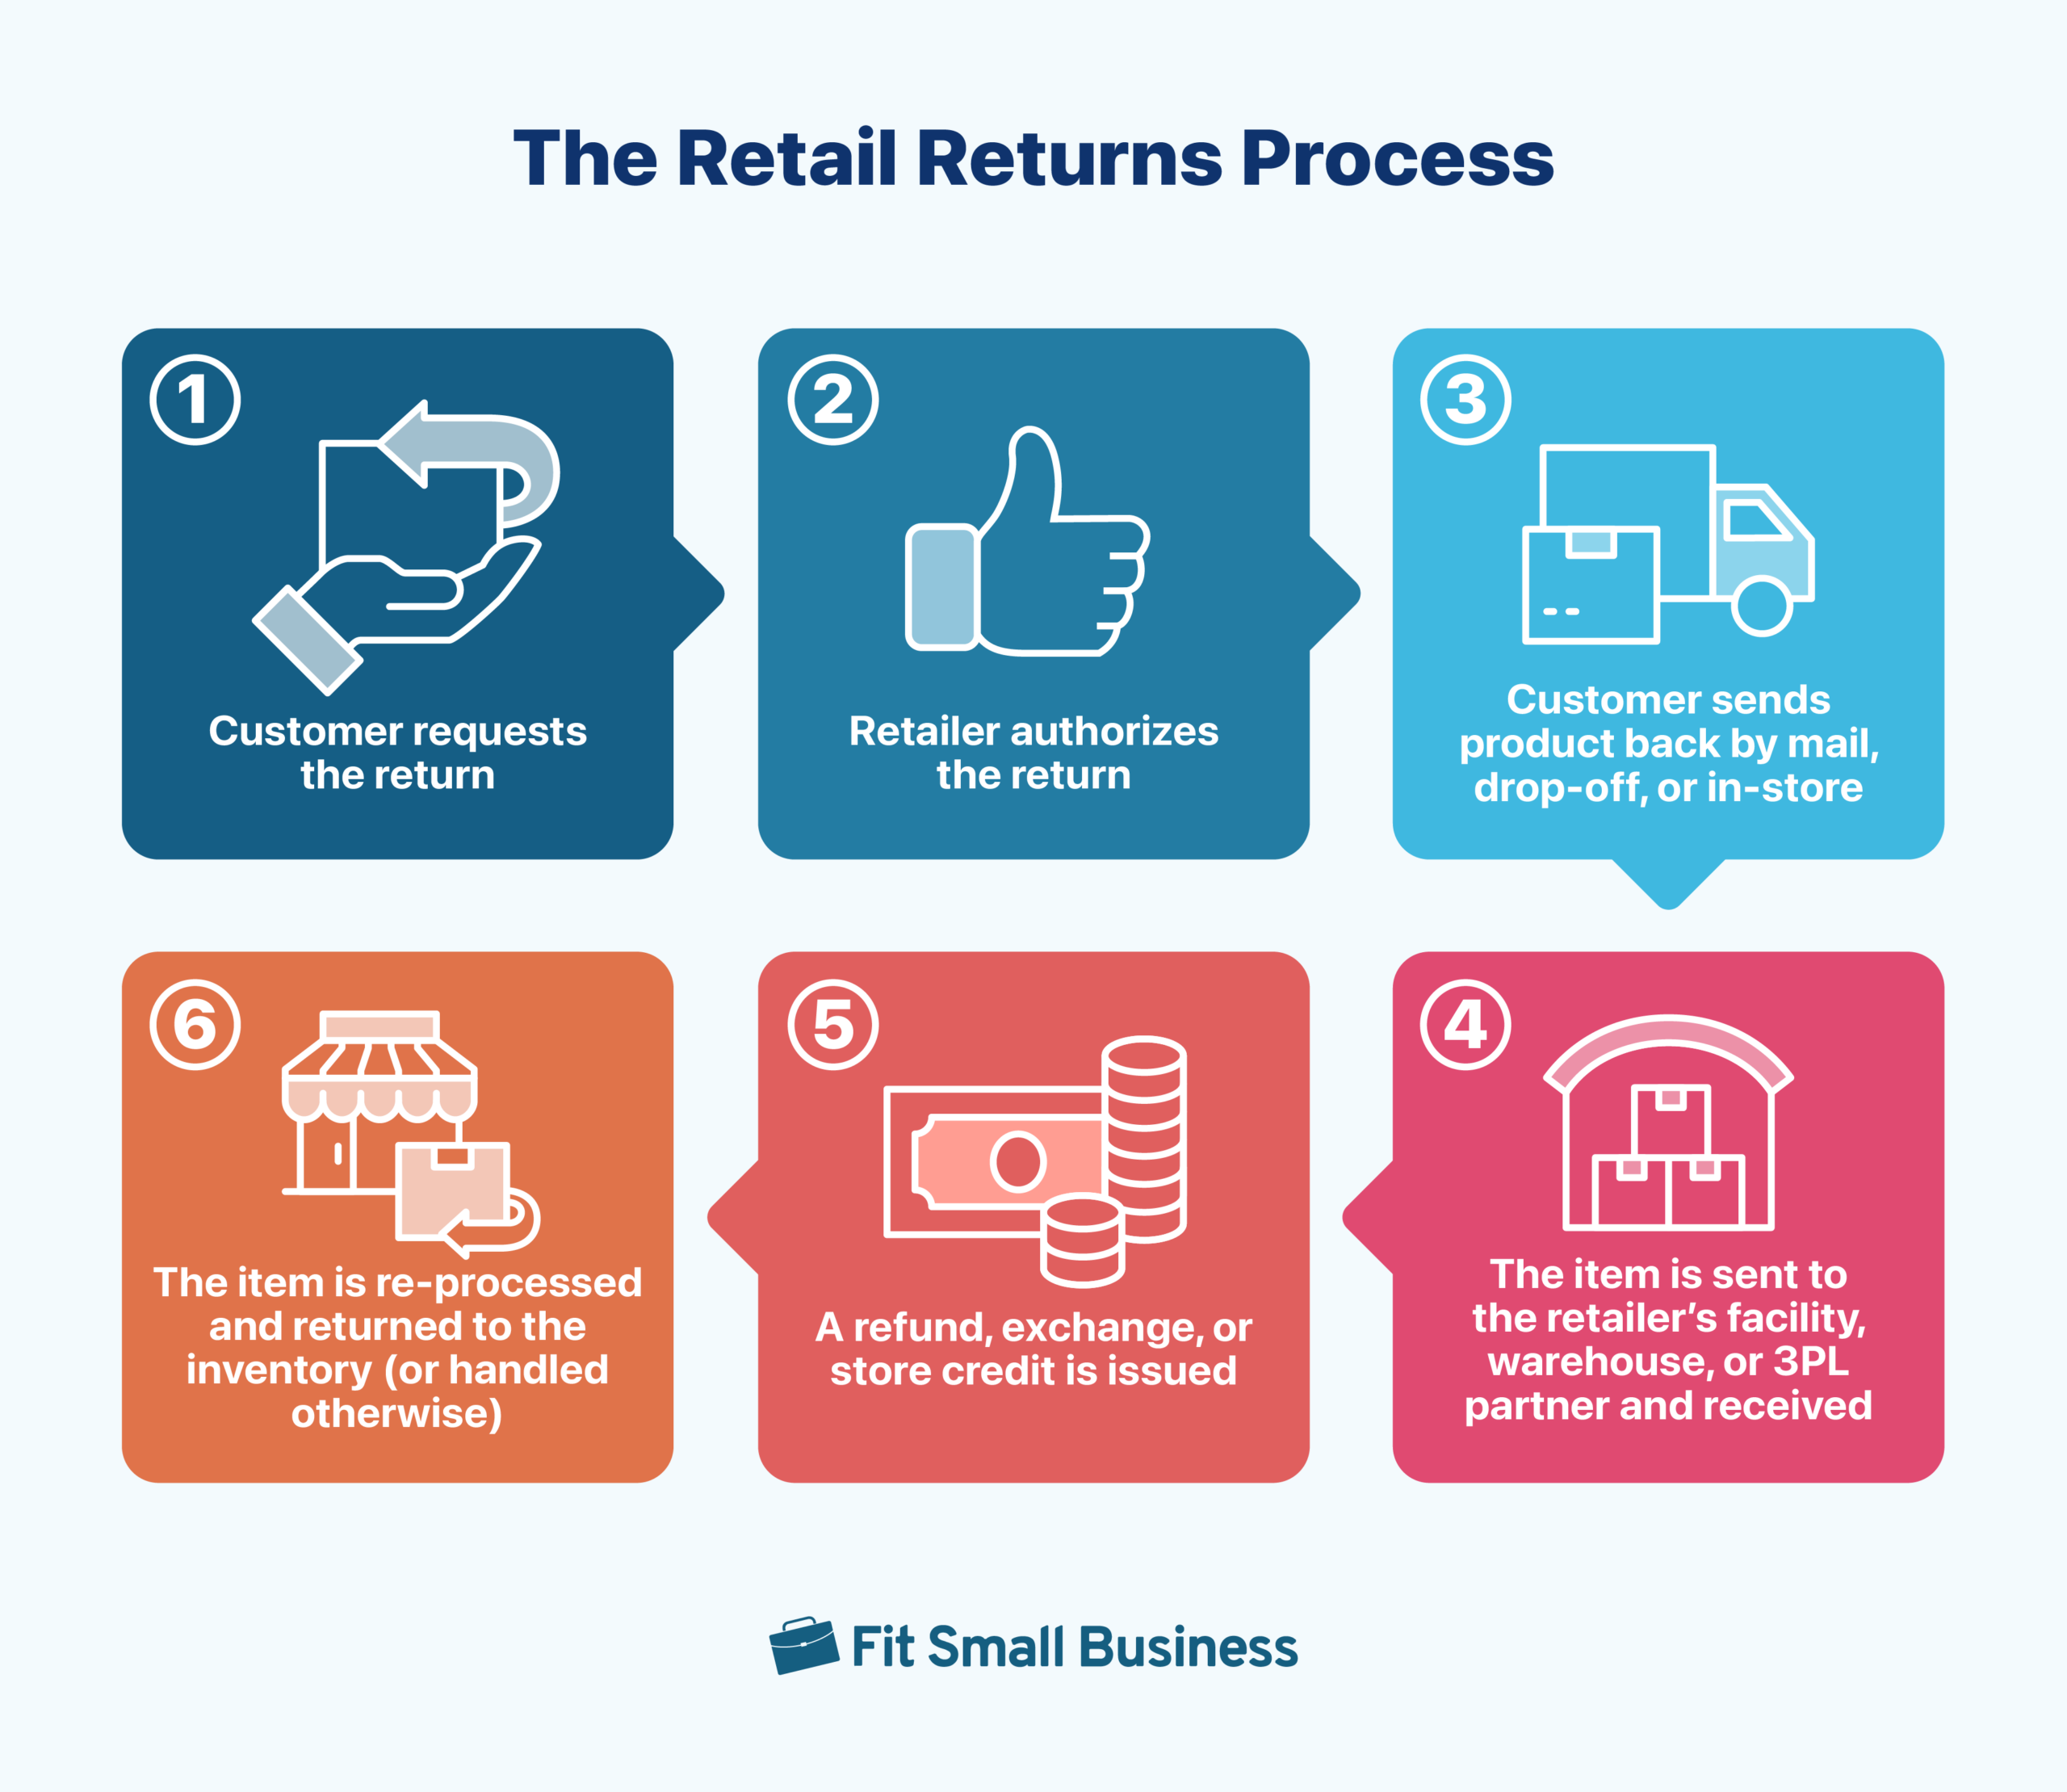 The Retail Returns Process
1
Customer requests
the return
2
Retailer authorizes
the return
3
Customer sends
product back by mail,
drop-off, or in-store
4
The item is sent to
the retailer’s facility,
warehouse, or 3PL
partner and received
5
A refund, exchange, or
store credit is issued
6
The item is re-processed
and returned to the
inventory (or handled
otherwise)
Fit Small Business